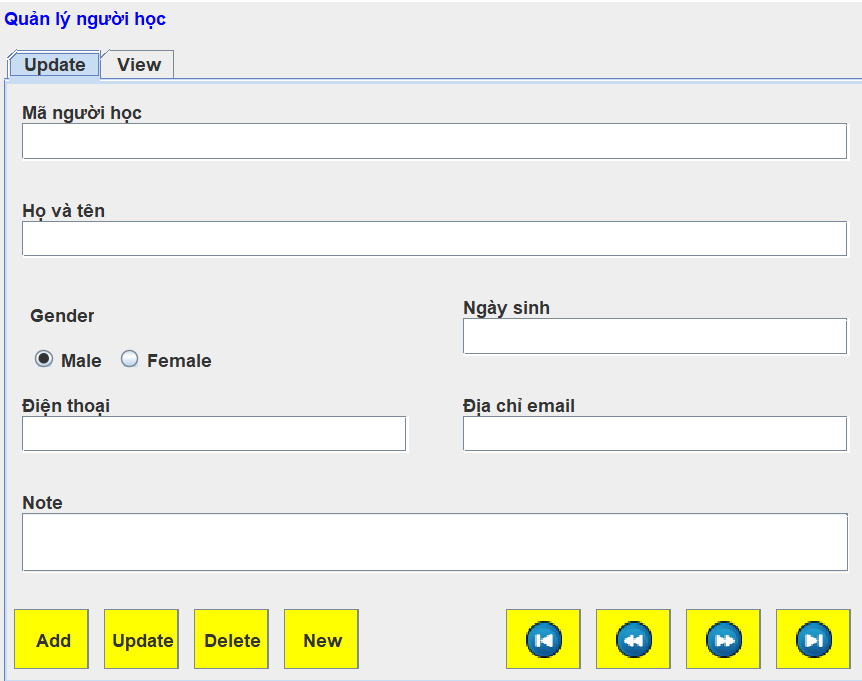 Quản lý người học
Update View
Mã người học
Họ và tên
Gender
Ngày sinh
Male Female
Điện thoại
Địa chỉ email
Note
Add Update Delete New